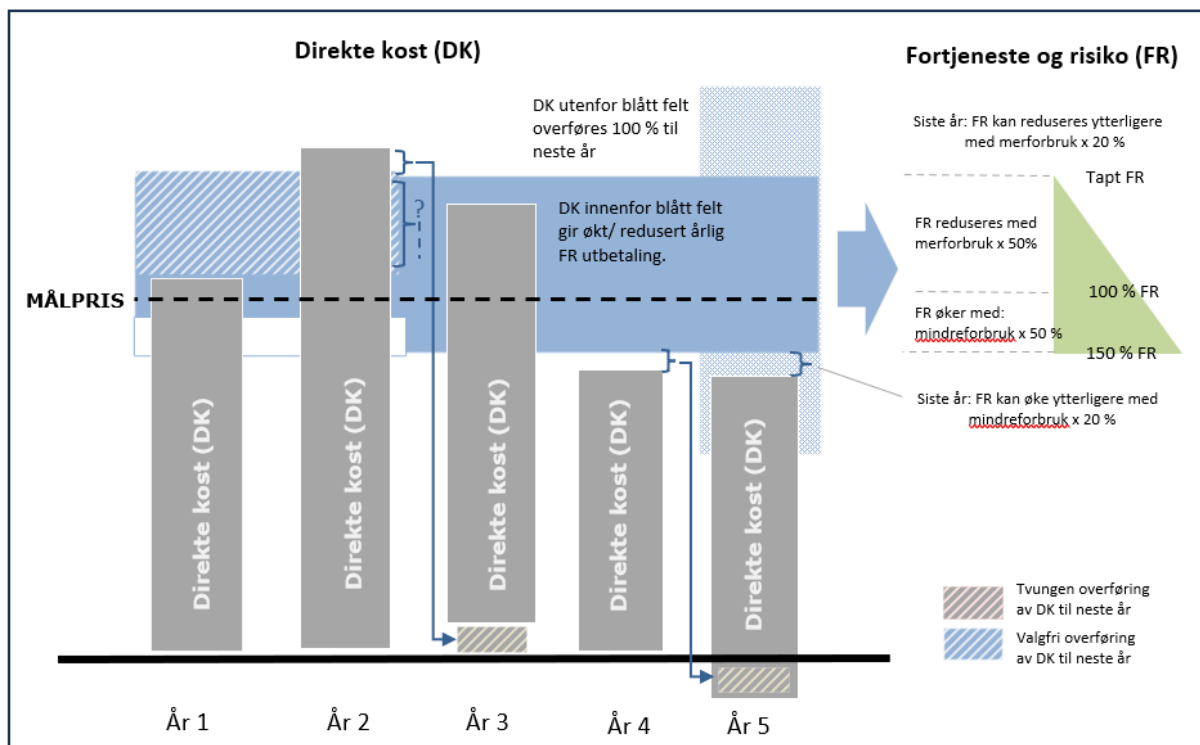 Direkte kost (DK)
Fortjeneste og risiko (FR)
DK utenfor blått felt
overføres 100 % til
neste år
Siste år: FR kan reduseres ytterligere
med merforbruk x 20 %
Tapt FR
?
DK innenfor blått felt
gir økt/ redusert årlig
FR utbetaling.
FR reduseres med
merforbruk x 50%
MÅLPRIS
100 % FR
FR øker med:
mindreforbruk x 50 %
150 % FR
Siste år: FR kan øke ytterligere med
mindreforbruk x 20 %
Direkte kost (DK)
Direkte kost (DK)
Direkte kost (DK)
Direkte kost (DK)
Direkte kost (DK)
Tvungen overføring
av DK til neste år
Valgfri overføring
av DK til neste år
År 1
År 2
År 3
År 4
År 5